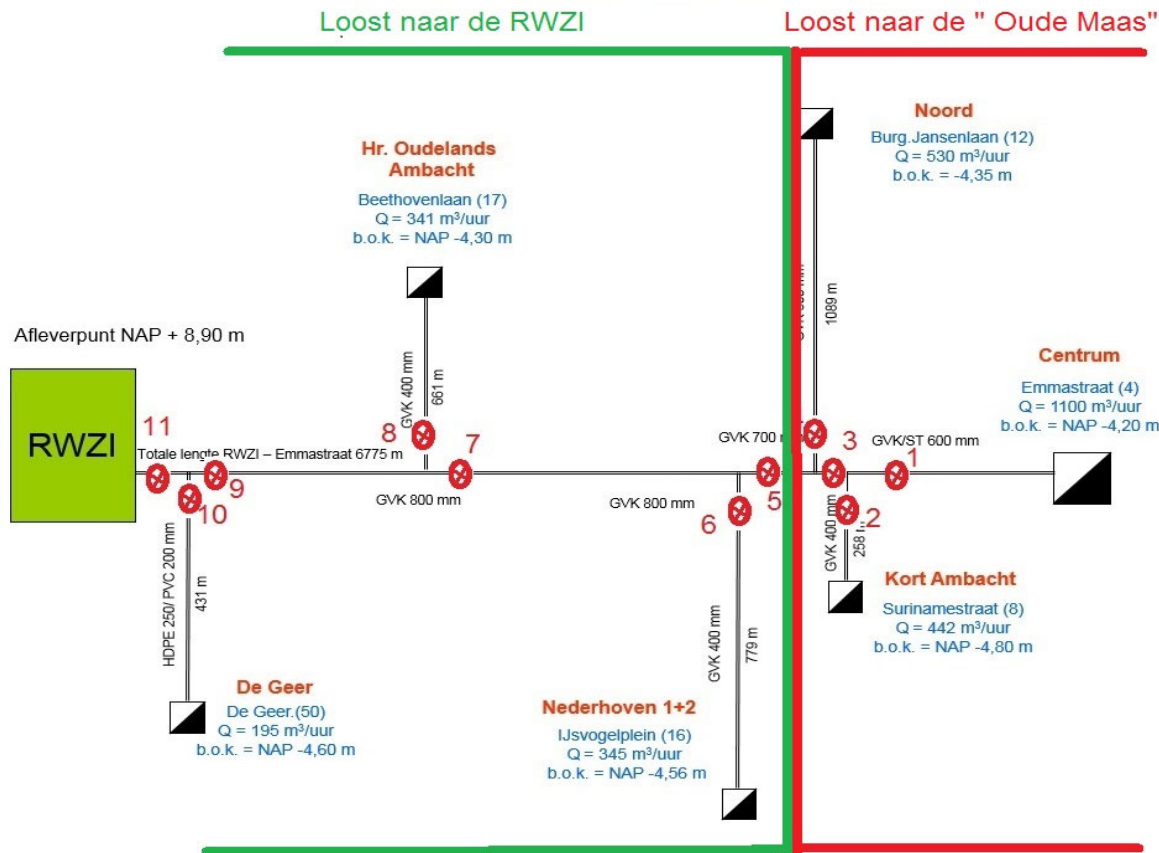 Loost naar de RWZI
Loost naar de " Oude Maas"
Noord
Burg.Jansenlaan (12)
Q = 530 m³/uur
b.o.k. = -4,35 m
Hr. Oudelands
Ambacht
Beethovenlaan (17)
Q = 341 m³/uur
b.o.k. = NAP -4,30 m
1089 m
Afleverpunt NAP + 8,90 m
Centrum
Emmastraat (4)
Q = 1100 m³/uur
b.o.k. = NAP -4,20 m
GVK 400 mm
661 m
RWZI
11
Totale lengte RWZI – Emmastraat 6775 m
8
7
GVK 700 m
3
GVK/ST 600 mm
1
9
10
GVK 800 mm
GVK 800 mm
5
6
2
HDPE 250/ PVC 200 mm
431 m
GVK 400 mm
779 m
GVK 400 mm
258 m
Kort Ambacht
Surinamestraat (8)
Q = 442 m³/uur
b.o.k. = NAP -4,80 m
De Geer
De Geer.(50)
Q = 195 m³/uur
b.o.k. = NAP -4,60 m
Nederhoven 1+2
IJsvogelplein (16)
Q = 345 m³/uur
b.o.k. = NAP -4,56 m